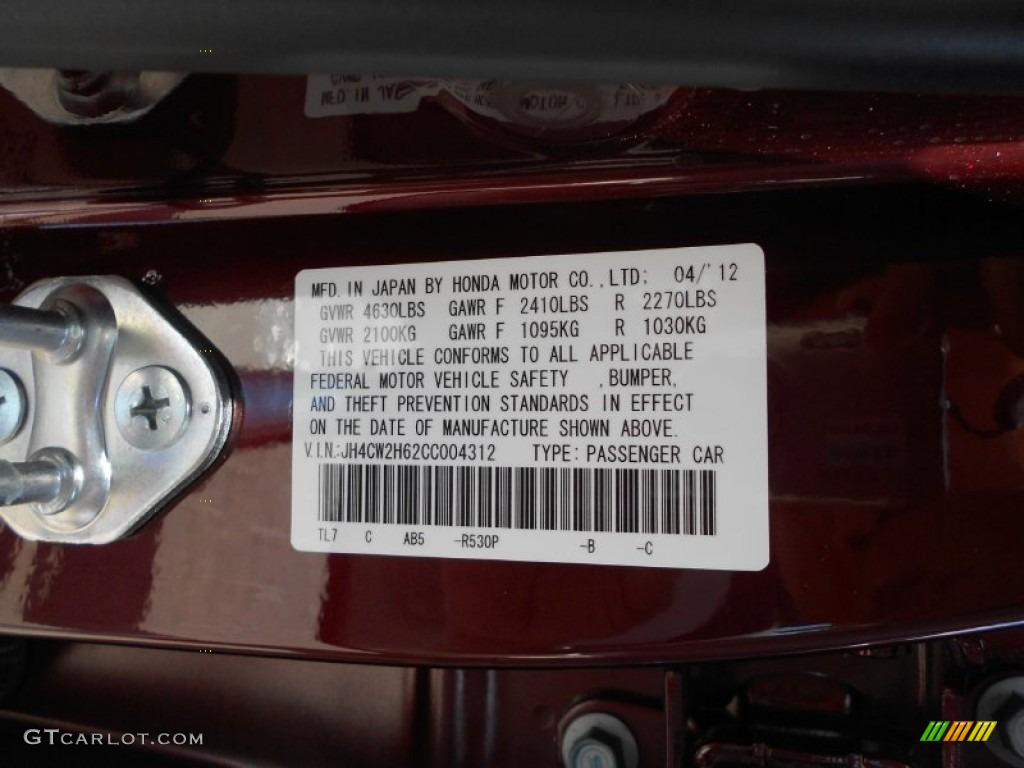 MFD. IN JAPAN BY HONDA MOTOR CO., LTD; 04/'12
GVWR 4630LBS GAWR F 2410LBS R 2270LBS
GVWR 2100KG GAWR F 1095KG R 1030KG
THIS VEHICLE CONFORMS TO ALL APPLICABLE
FEDERAL MOTOR VEHICLE SAFETY , BUMPER,
AND THEFT PREVENTION STANDARDS IN EFFECT
ON THE DATE OF MANUFACTURE SHOWN ABOVE.
V.I.N.:JH4CW2H62CC004312 TYPE: PASSENGER CAR
TL7 C AB5 -R530P -B -C
GTCARLOT.COM